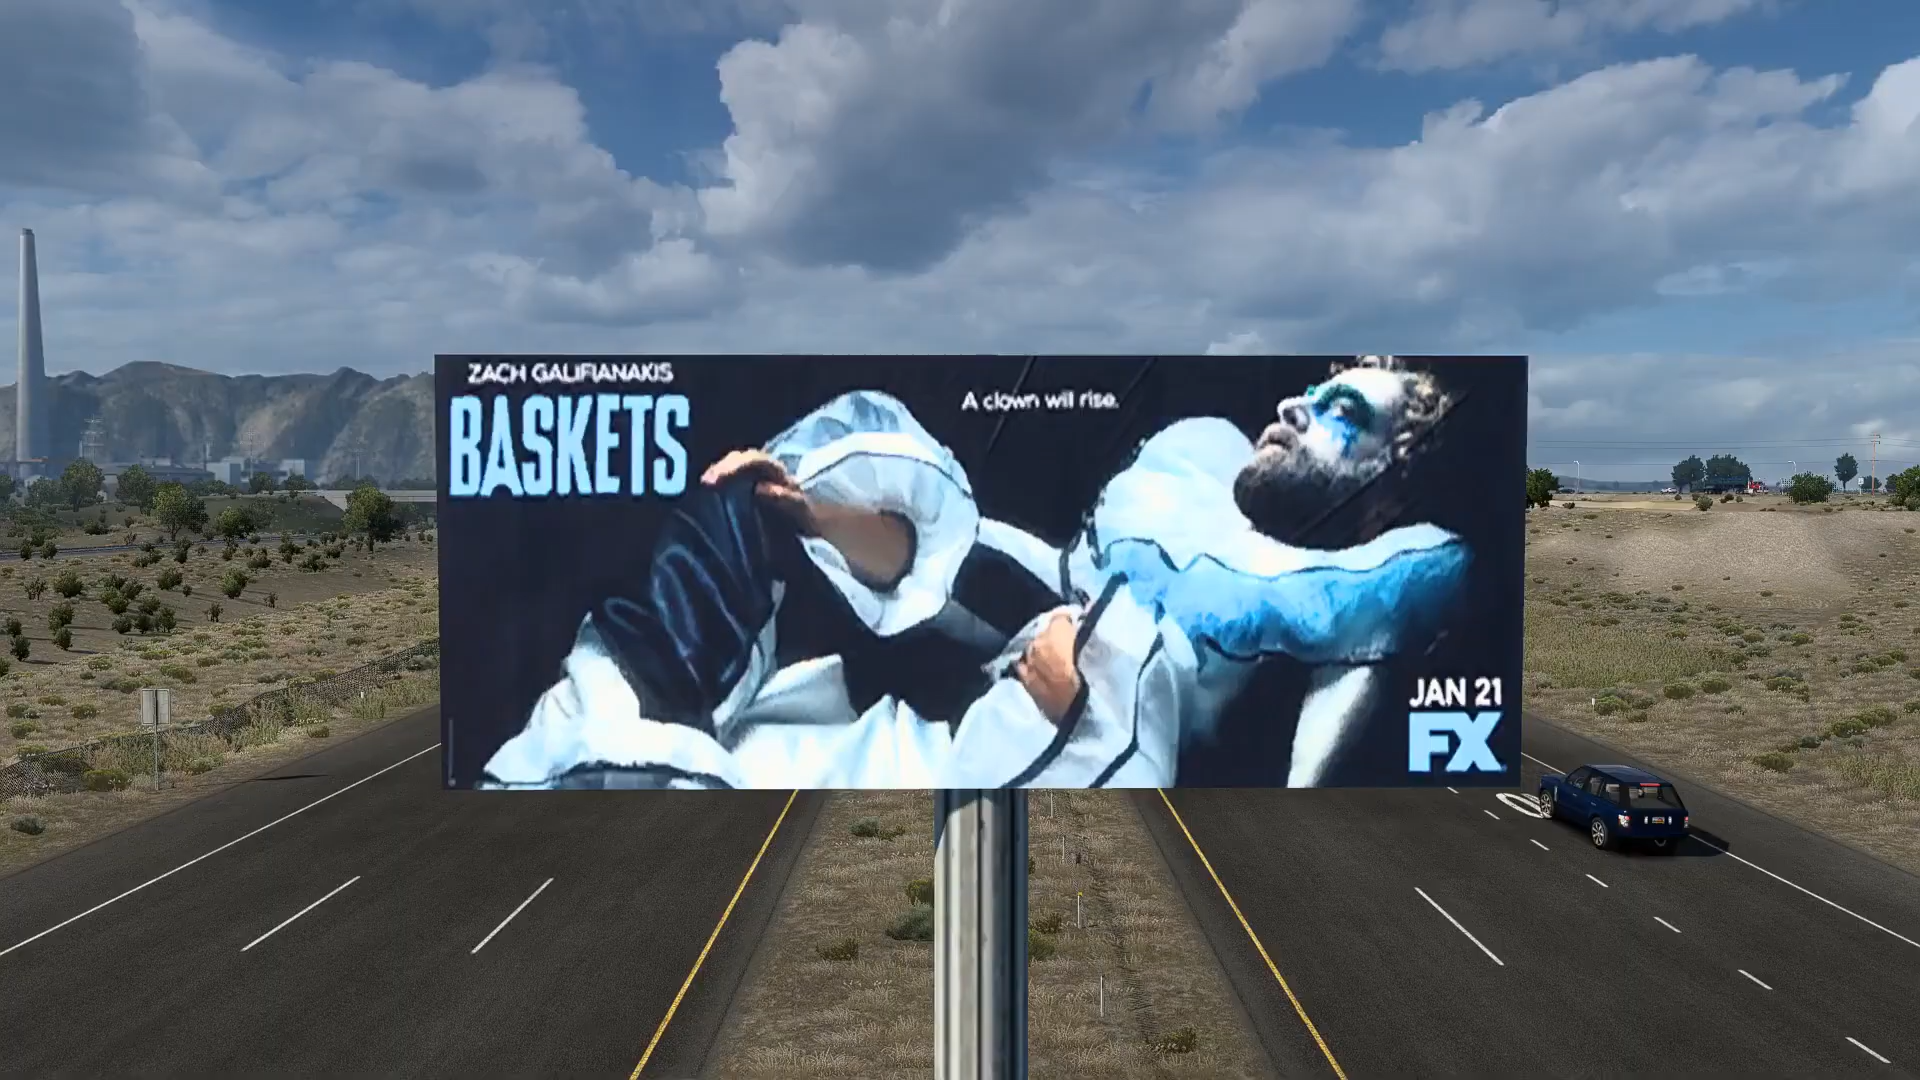 ZACH GALIFIANAKIS
BASKETS
A clown will rise.
JAN 21
FX